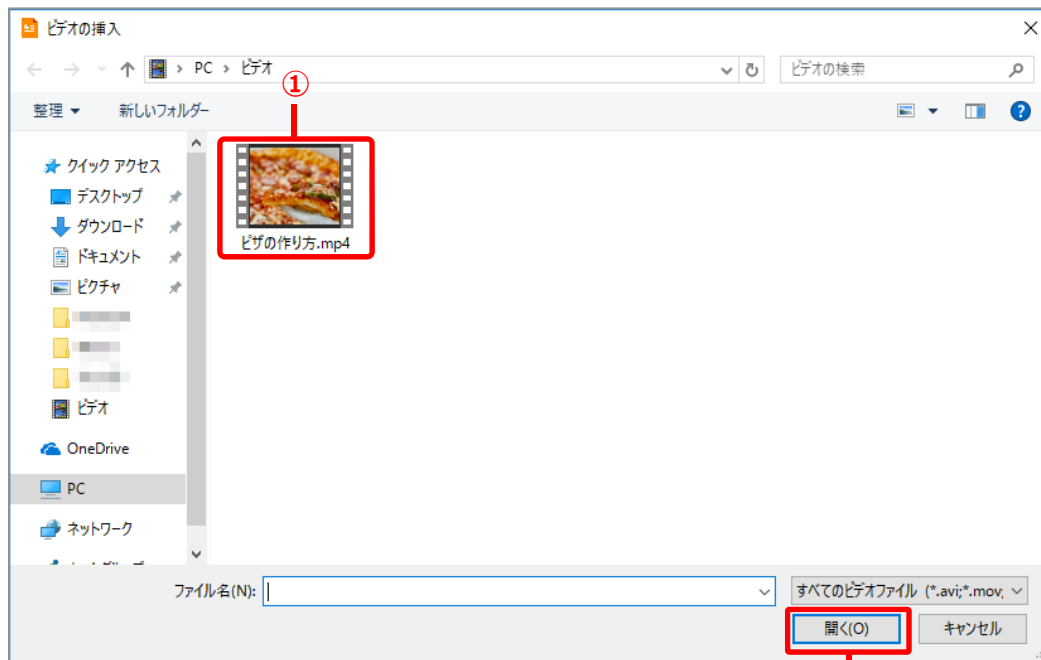 ビデオの挿入
PC › ビデオ
ビデオの検索
①
整理
新しいフォルダー
クイック アクセス
デスクトップ
ダウンロード
ドキュメント
ピクチャ
ビデオ
OneDrive
PC
ネットワーク
ピザの作り方.mp4
ファイル名(N):
すべてのビデオファイル (*.avi;*.mov;
開く(O)
キャンセル